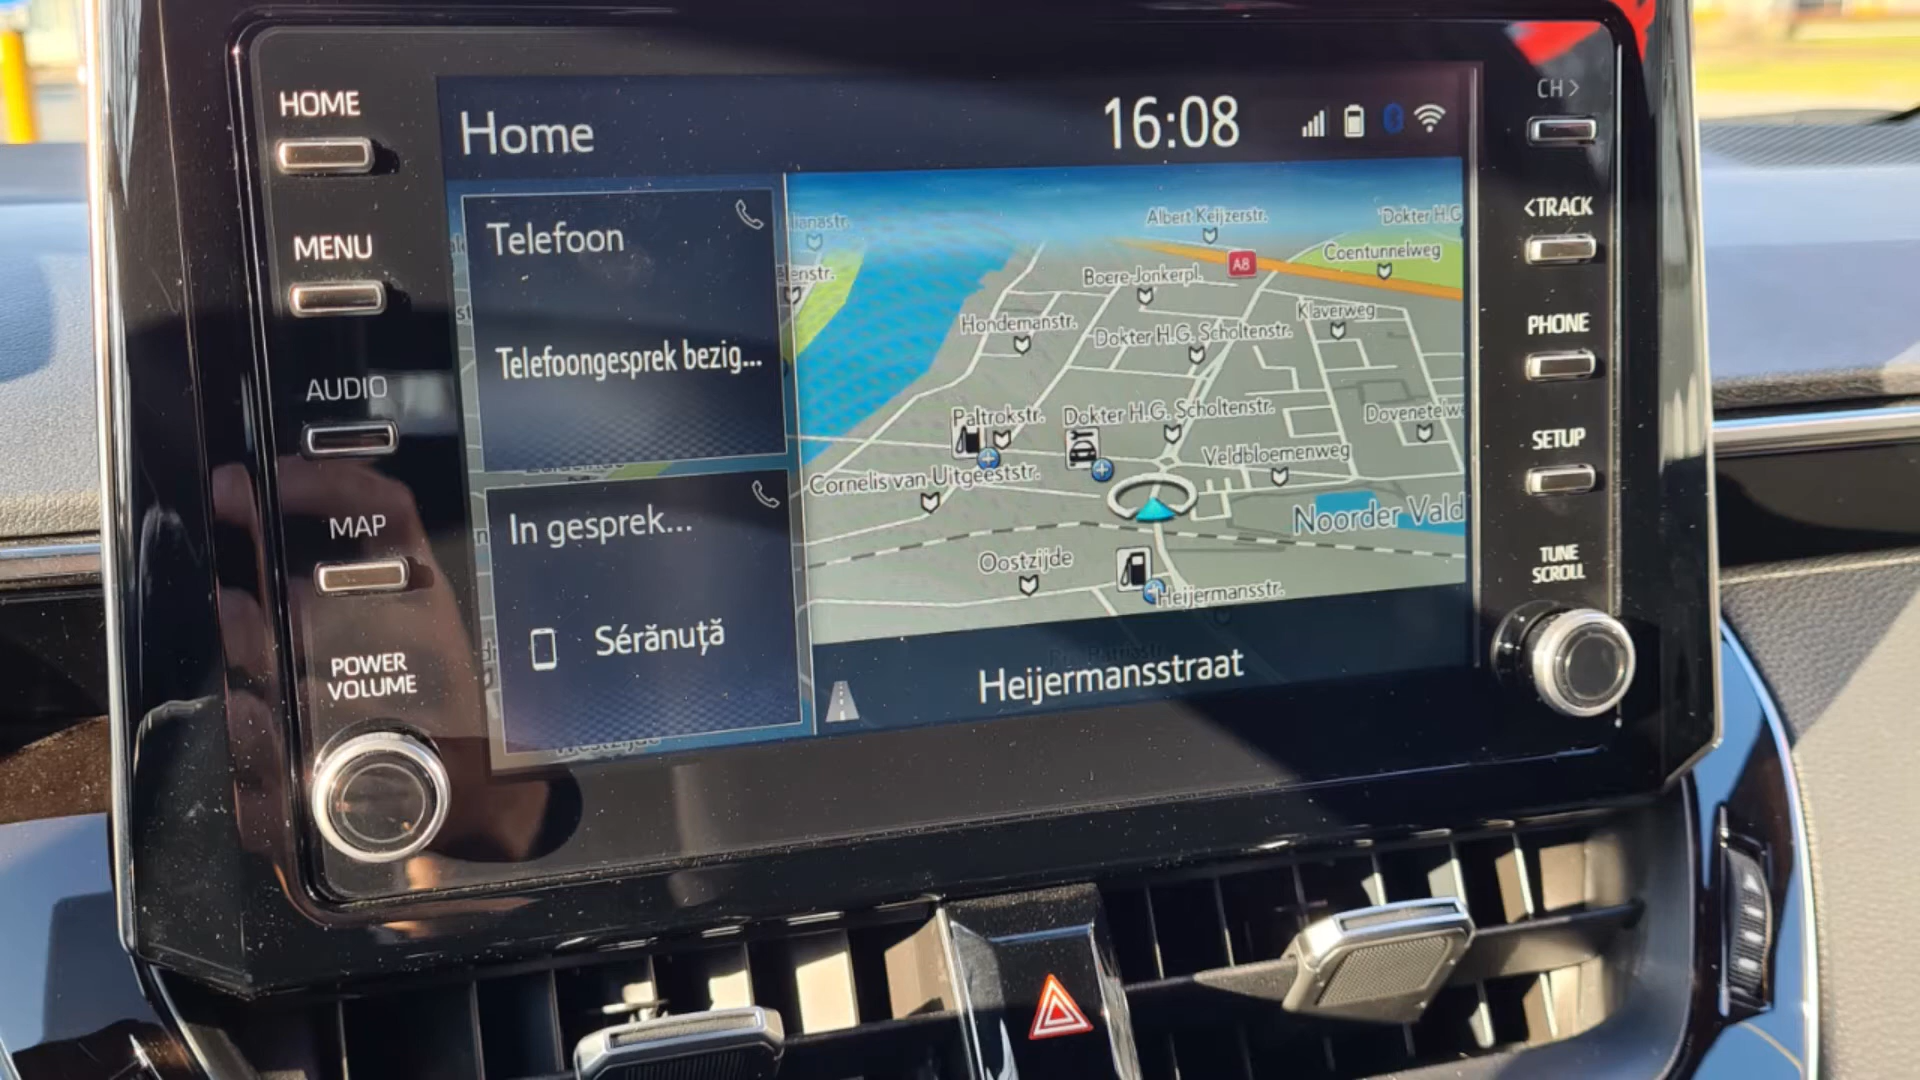 HOME
MENU
AUDIO
MAP
POWER
VOLUME
Home
16:08
Telefoon
Telefoongesprek bezig...
In gesprek...
Sérănuță
Albert Keijzerstr.
Dokter H.G
Coentunnelweg
A8
Boere-Jonkerpl.
Klaverweg
Hondemanstr.
Dokter H.G. Scholtenstr.
Paltrokstr.
Dokter H.G. Scholtenstr.
Dovenetelw
Veldbloemenweg
Cornelis van Uitgeeststr.
Noorder Vald
Oostzijde
Heijermansstr.
Heijermansstraat
CH>
<TRACK
PHONE
SETUP
TUNE
SCROLL